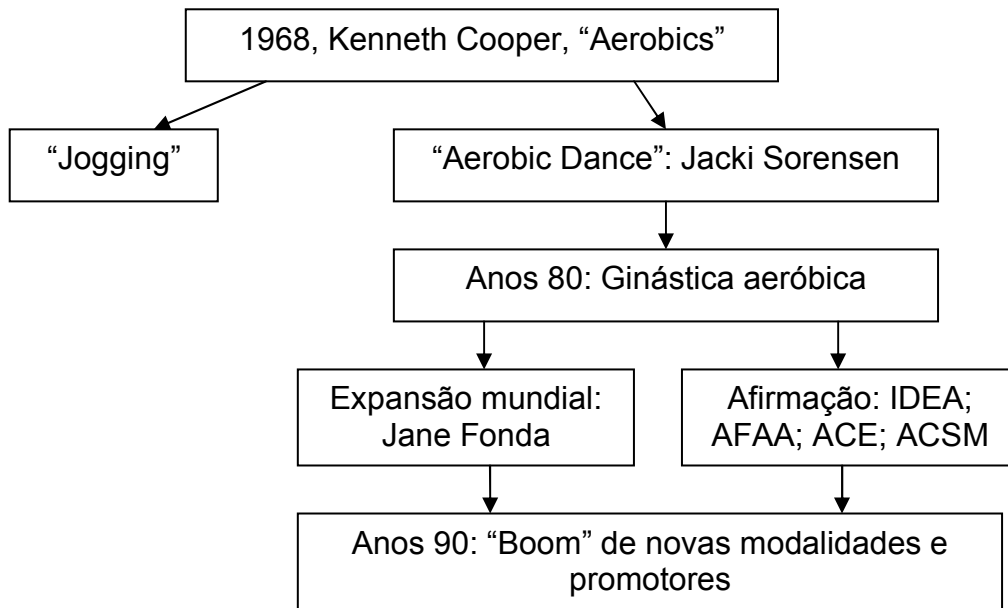 1968, Kenneth Cooper, “Aerobics”
“Jogging”
“Aerobic Dance”: Jacki Sorensen
Anos 80: Ginástica aeróbica
Expansão mundial:
Jane Fonda
Afirmação: IDEA;
AFAA; ACE; ACSM
Anos 90: “Boom” de novas modalidades e
promotores